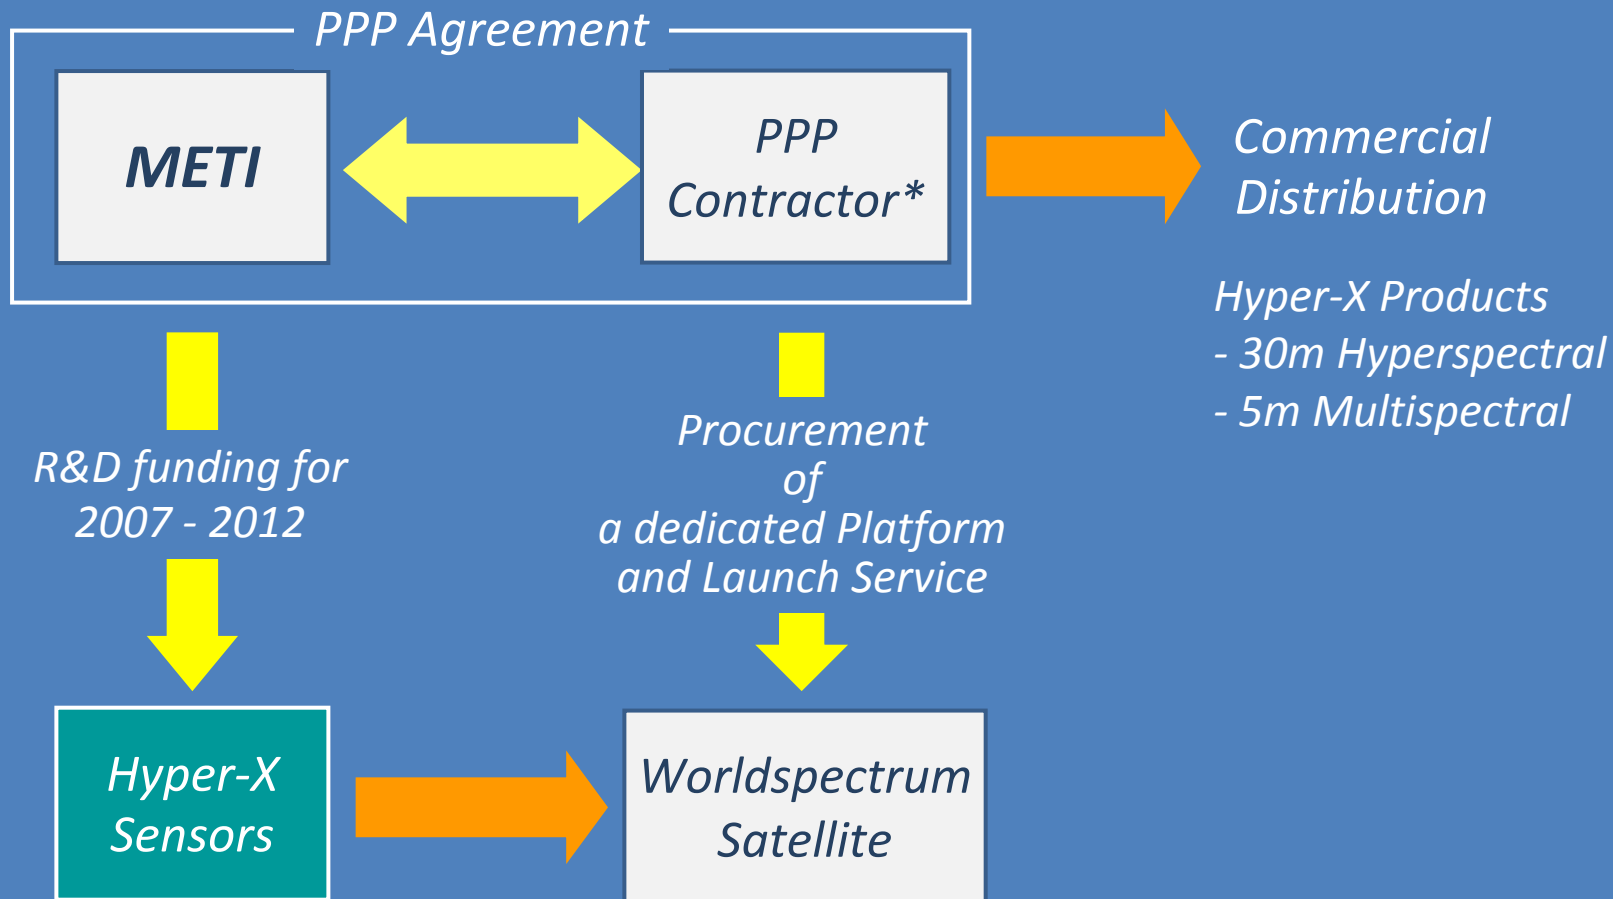 PPP Agreement
METI
PPP
Contractor*
Commercial
Distribution
Hyper-X Products
- 30m Hyperspectral
- 5m Multispectral
R&D funding for
2007 - 2012
Procurement
of
a dedicated Platform
and Launch Service
Hyper-X
Sensors
Worldspectrum
Satellite